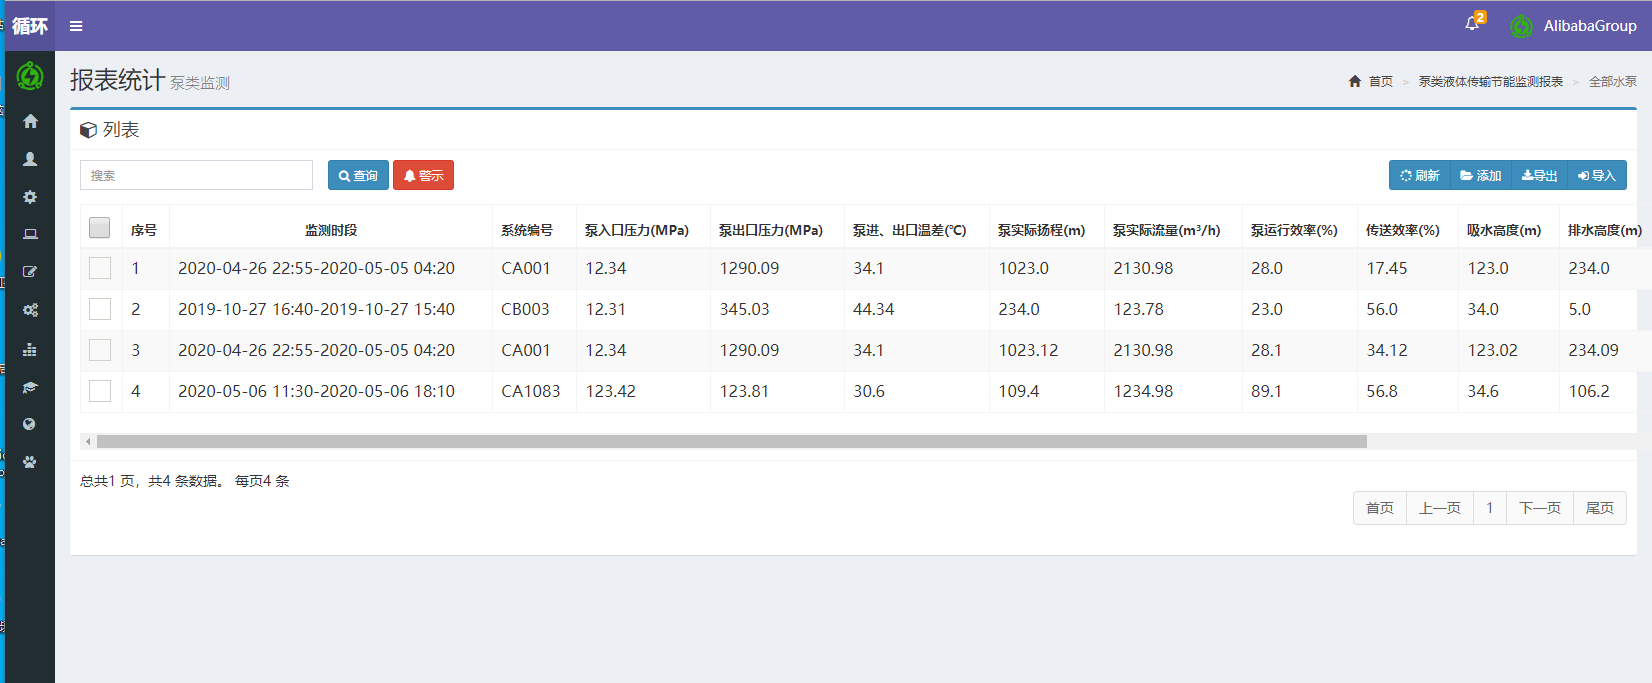 循环
2
AlibabaGroup
报表统计 泵类监测
首页 > 泵类液体传输节能监测报表 > 全部水泵
列表
搜索 查询 警示 刷新 添加 导出 导入
序号 监测时段 系统编号 泵入口压力(MPa) 泵出口压力(MPa) 泵进、出口温差(℃) 泵实际扬程(m) 泵实际流量(m³/h) 泵运行效率(%) 传送效率(%) 吸水高度(m) 排水高度(m)
1 2020-04-26 22:55-2020-05-05 04:20 CA001 12.34 1290.09 34.1 1023.0 2130.98 28.0 17.45 123.0 234.0
2 2019-10-27 16:40-2019-10-27 15:40 CB003 12.31 345.03 44.34 234.0 123.78 23.0 56.0 34.0 5.0
3 2020-04-26 22:55-2020-05-05 04:20 CA001 12.34 1290.09 34.1 1023.12 2130.98 28.1 34.12 123.02 234.09
4 2020-05-06 11:30-2020-05-06 18:10 CA1083 123.42 123.81 30.6 109.4 1234.98 89.1 56.8 34.6 106.2
总共1 页，共4 条数据。 每页4 条
首页 上一页 1 下一页 尾页